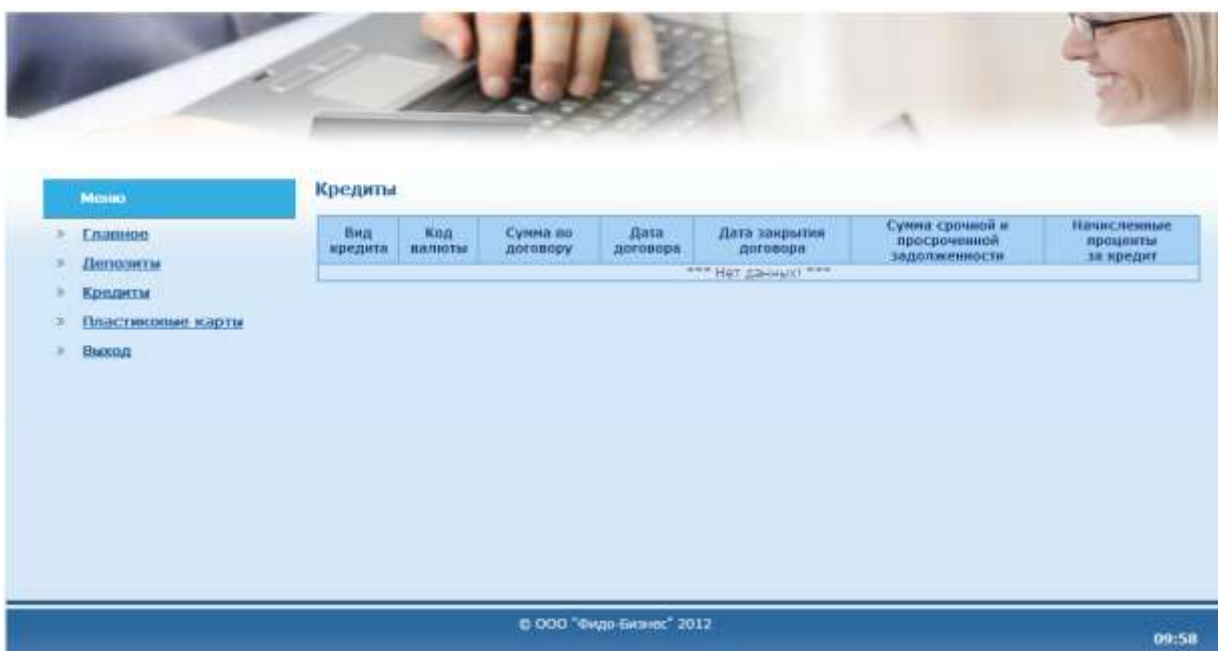 Меню
Главное
Депозиты
Кредиты
Пластиковые карты
Выход
Кредиты
Вид кредита
Код валюты
Сумма по договору
Дата договора
Дата закрытия договора
Сумма срочной и просроченной задолженности
Начисленные проценты за кредит
*** Нет данных! ***
© ООО "Фидо-Бизнес" 2012
09:58